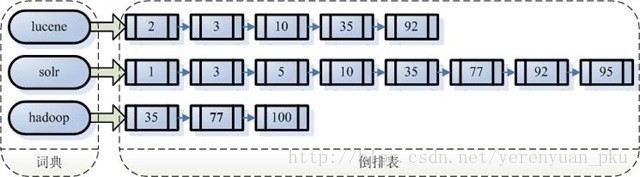 lucene 2 3 10 35 92
solr 1 3 5 10 35 77 92 95
hadoop 35 77 100
词典 倒排表
http://blog.csdn.net/yerenyuan_pku